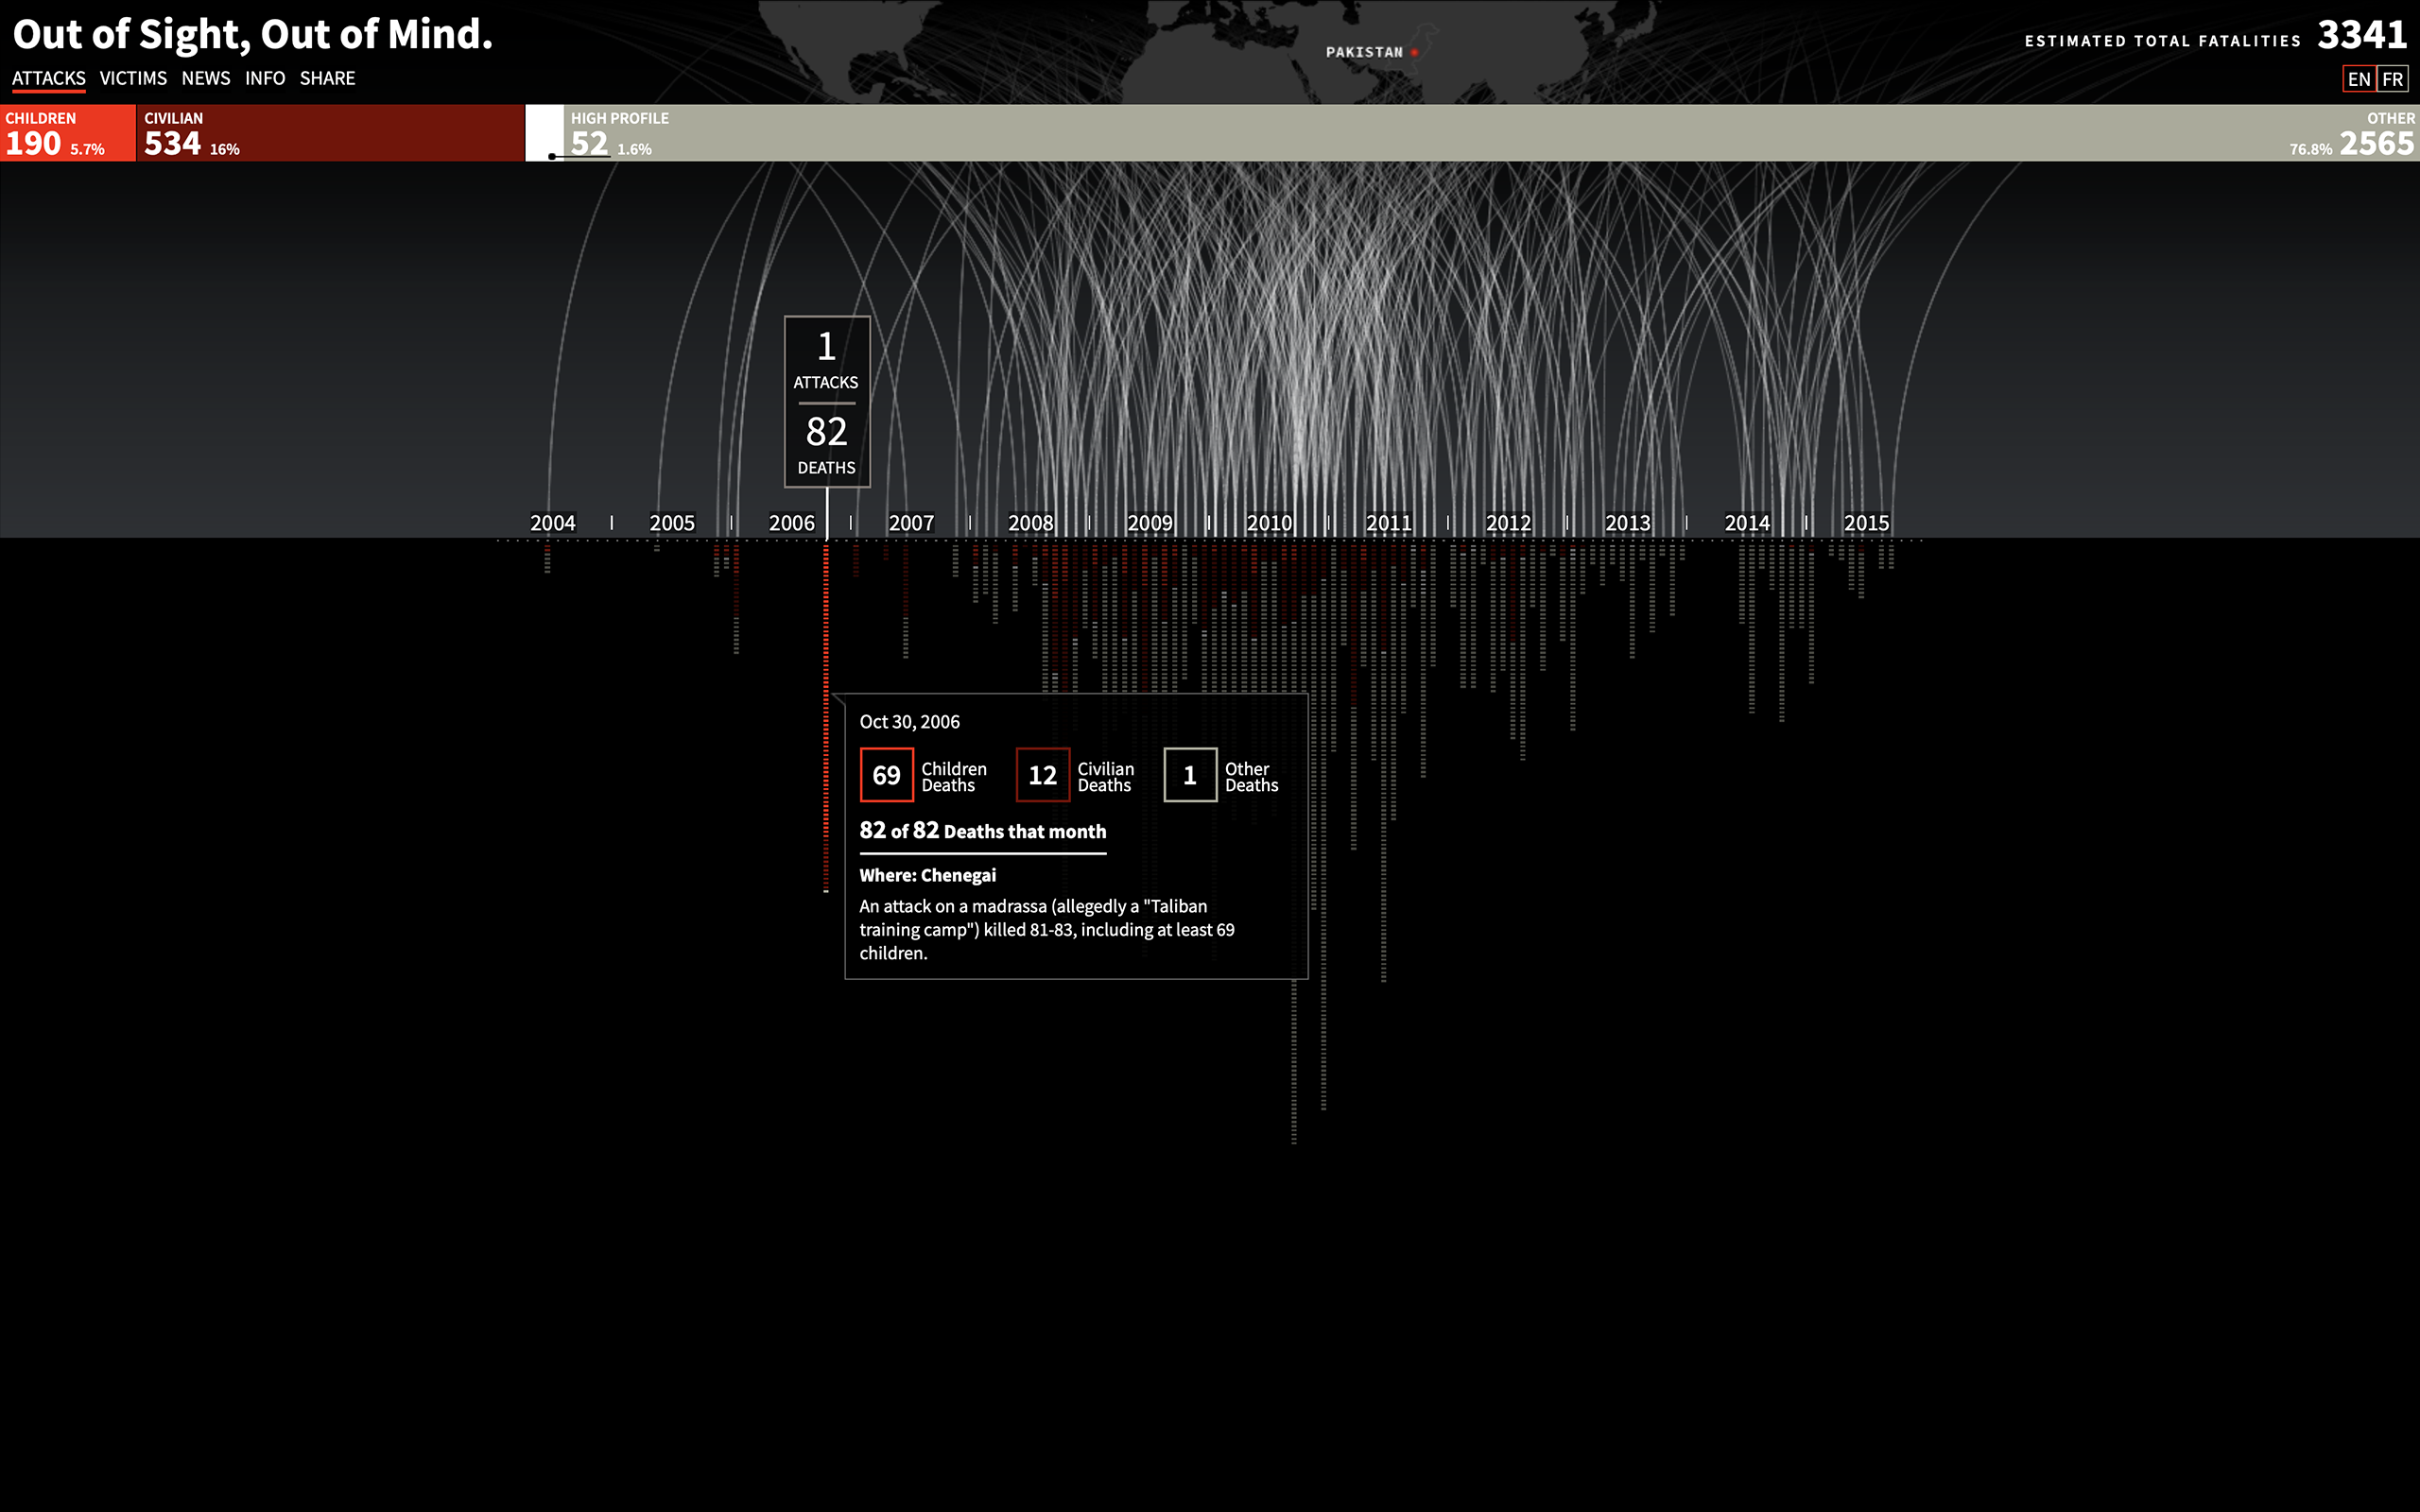 Out of Sight, Out of Mind.
PAKISTAN
ESTIMATED TOTAL FATALITIES 3341
ATTACKS VICTIMS NEWS INFO SHARE
EN FR
CHILDREN
190 5.7%
CIVILIAN
534 16%
HIGH PROFILE
52 1.6%
OTHER
76.8% 2565
1
ATTACKS
82
DEATHS
2004 2005 2006 2007 2008 2009 2010 2011 2012 2013 2014 2015
Oct 30, 2006
69 Children Deaths
12 Civilian Deaths
1 Other Deaths
82 of 82 Deaths that month
Where: Chenegai
An attack on a madrassa (allegedly a "Taliban
training camp") killed 81-83, including at least 69
children.